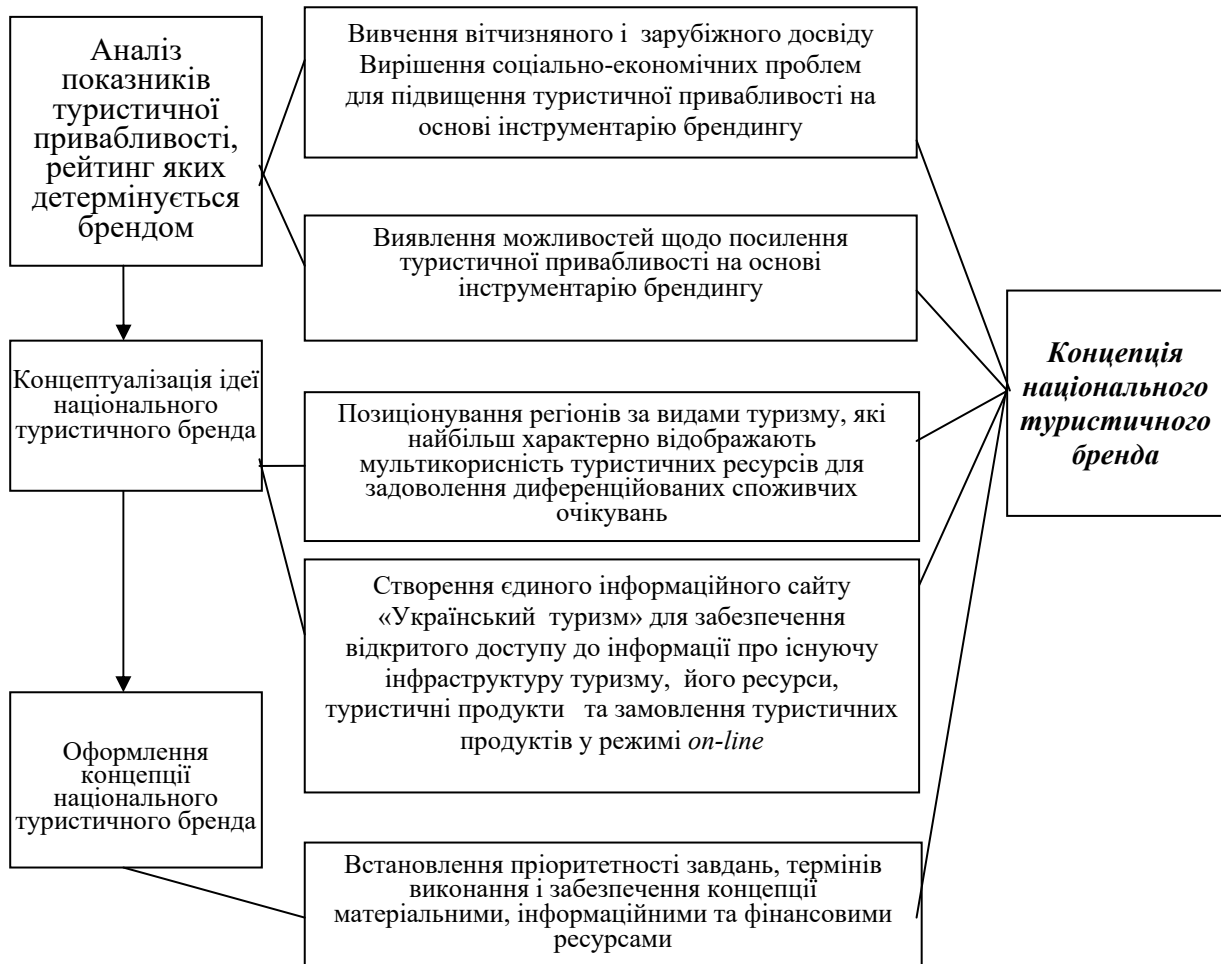 Аналіз
показників
туристичної
привабливості,
рейтинг яких
детермінується
брендом
Концептуалізація ідеї
національного
туристичного бренда
Оформлення
концепції
національного
туристичного бренда
Вивчення вітчизняного і зарубіжного досвіду
Вирішення соціально-економічних проблем
для підвищення туристичної привабливості на
основі інструментарію брендингу
Виявлення можливостей щодо посилення
туристичної привабливості на основі
інструментарію брендингу
Позиціонування регіонів за видами туризму, які
найбільш характерно відображають
мультикорисність туристичних ресурсів для
задоволення диференційованих споживчих
очікувань
Створення єдиного інформаційного сайту
«Український туризм» для забезпечення
відкритого доступу до інформації про існуючу
інфраструктуру туризму, його ресурси,
туристичні продукти та замовлення туристичних
продуктів у режимі on-line
Встановлення пріоритетності завдань, термінів
виконання і забезпечення концепції
матеріальними, інформаційними та фінансовими
ресурсами
Концепція
національного
туристичного
бренда